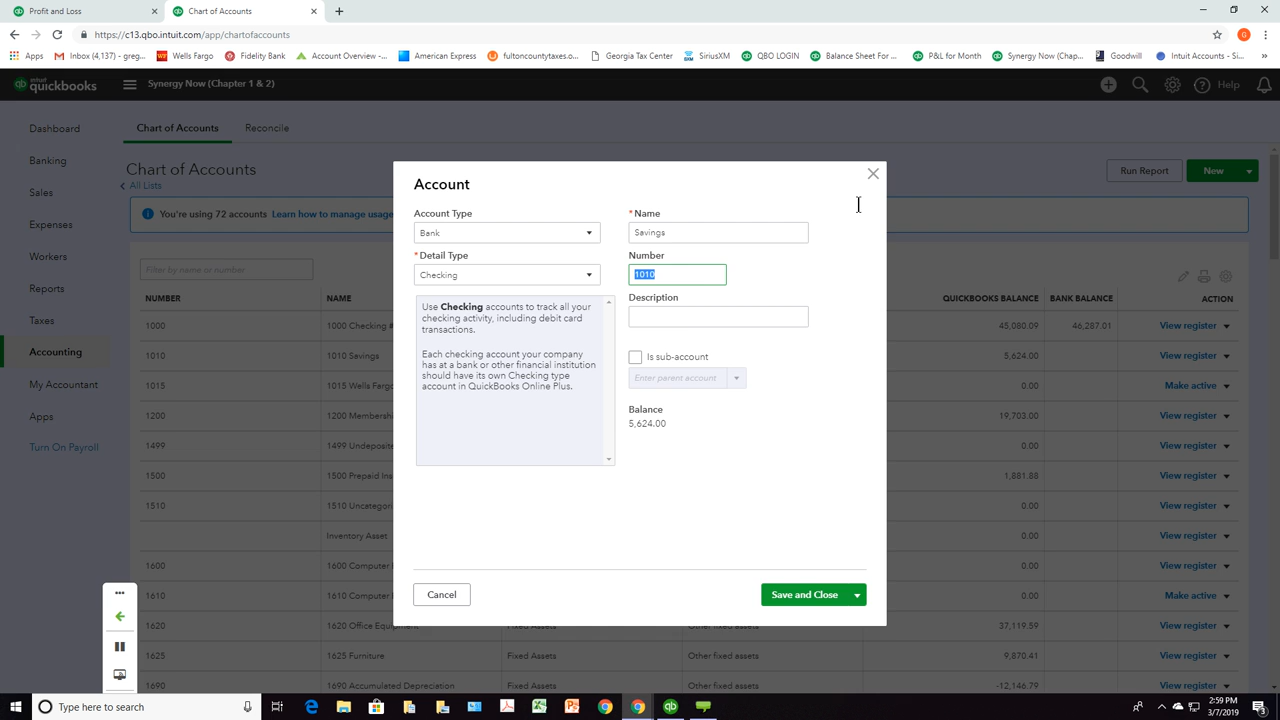 Profit and Loss
Chart of Accounts
https://c13.qbo.intuit.com/app/chartofaccounts
Apps
Inbox (4,137) - greg...
Wells Fargo
Fidelity Bank
Account Overview -...
American Express
fultoncountytaxes.o...
Georgia Tax Center
SiriusXM
QBO LOGIN
Balance Sheet For ...
P&L for Month
Synergy Now (Chap...
Goodwill
Intuit Accounts - Si...
intuit
quickbooks
Synergy Now (Chapter 1 & 2)
Help
Dashboard
Banking
Sales
Expenses
Workers
Reports
Taxes
Accounting
My Accountant
Apps
Turn On Payroll
Chart of Accounts
Reconcile
Chart of Accounts
All Lists
Run Report
New
You're using 72 accounts Learn how to manage usage
Filter by name or number
NUMBER NAME QUICKBOOKS BALANCE BANK BALANCE ACTION
1000 1000 Checking # 45,080.09 46,287.01 View register
1010 1010 Savings 5,624.00 View register
1015 1015 Wells Fargo 0.00 Make active
1200 1200 Membershi 19,703.00 View register
1499 1499 Undeposite 0.00 View register
1500 1500 Prepaid Ins 1,881.88 View register
1510 1510 Uncategori 0.00 View register
Inventory Asset 0.00 View register
1600 1600 Computer 0.00 View register
1610 1610 Computer 0.00 Make active
1620 1620 Office Equipment Fixed Assets Other fixed assets 37,119.59 View register
1625 1625 Furniture Fixed Assets Other fixed assets 9,870.41 View register
1690 1690 Accumulated Depreciation Fixed Assets Other fixed assets -12,146.79 View register
Account
Account Type
Bank
* Detail Type
Checking
Use Checking accounts to track all your
checking activity, including debit card
transactions.
Each checking account your company
has at a bank or other financial institution
should have its own Checking type
account in QuickBooks Online Plus.
* Name
Savings
Number
1010
Description
Is sub-account
Enter parent account
Balance
5,624.00
Cancel
Save and Close
Type here to search
2:59 PM
3/7/2019
3